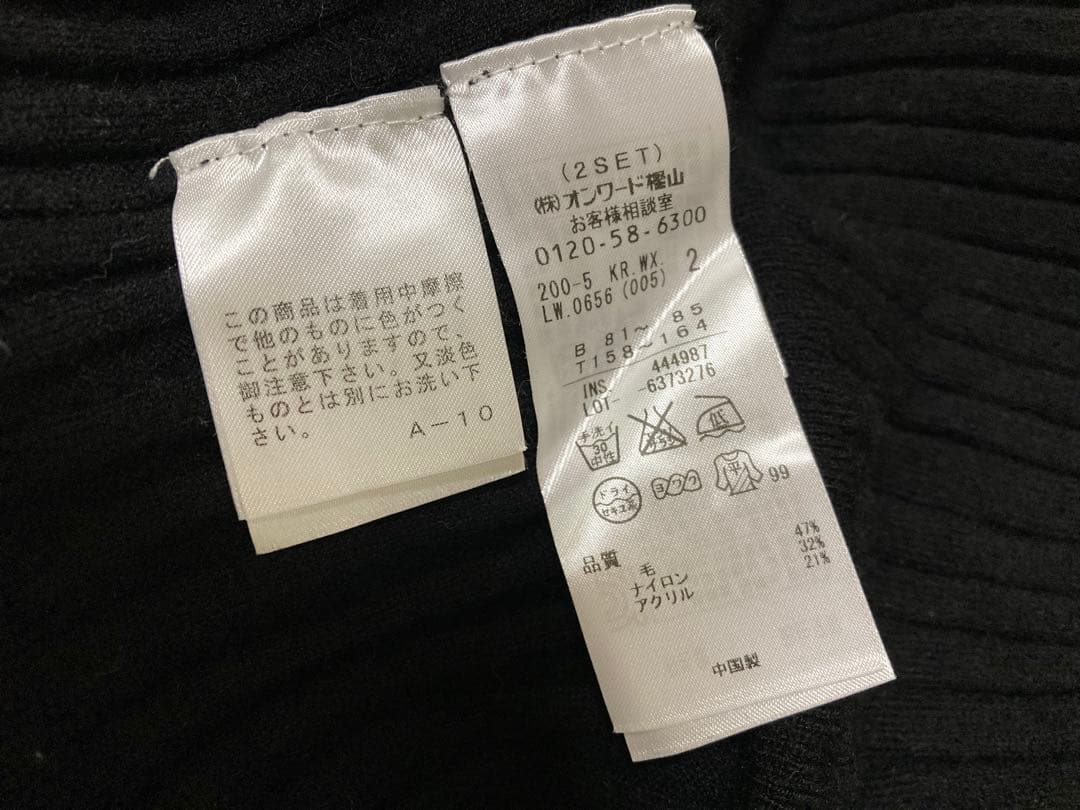 この商品は着用中摩擦
で他のものに色がつく
ことがありますので、
御注意下さい。又淡色
ものとは別にお洗い下
さい。
A－10
(2SET)
(株)オンワード樫山
お客様相談室
0120-58-6300
200-5 KR.WX. 2
LW.0656 (005)
B 81～ 85
T158～164
INS. 444987
LOT- -6373276
手洗イ
30
中性
エンソ
サラシ
低
ドライ
セキユ系
ヨワク
平
99
品質
毛 47%
ナイロン 32%
アクリル 21%
中国製